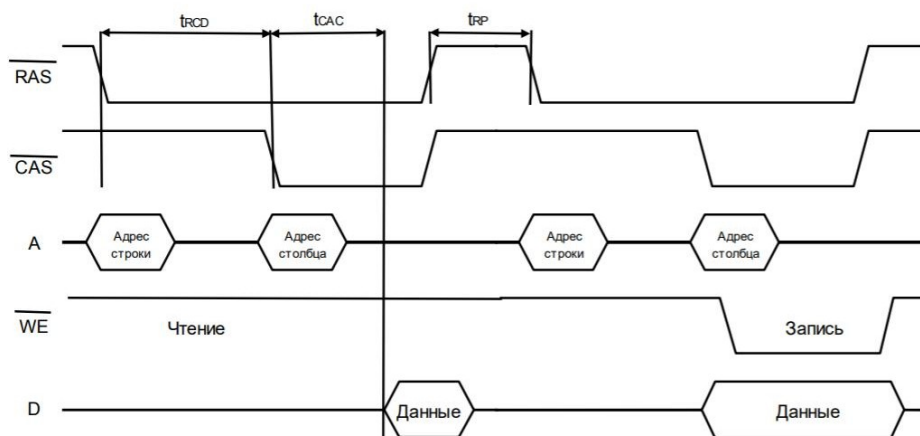 tRCD tCAC tRP
RAS
CAS
A Адрес строки Адрес столбца Адрес строки Адрес столбца
WE Чтение Запись
D Данные Данные